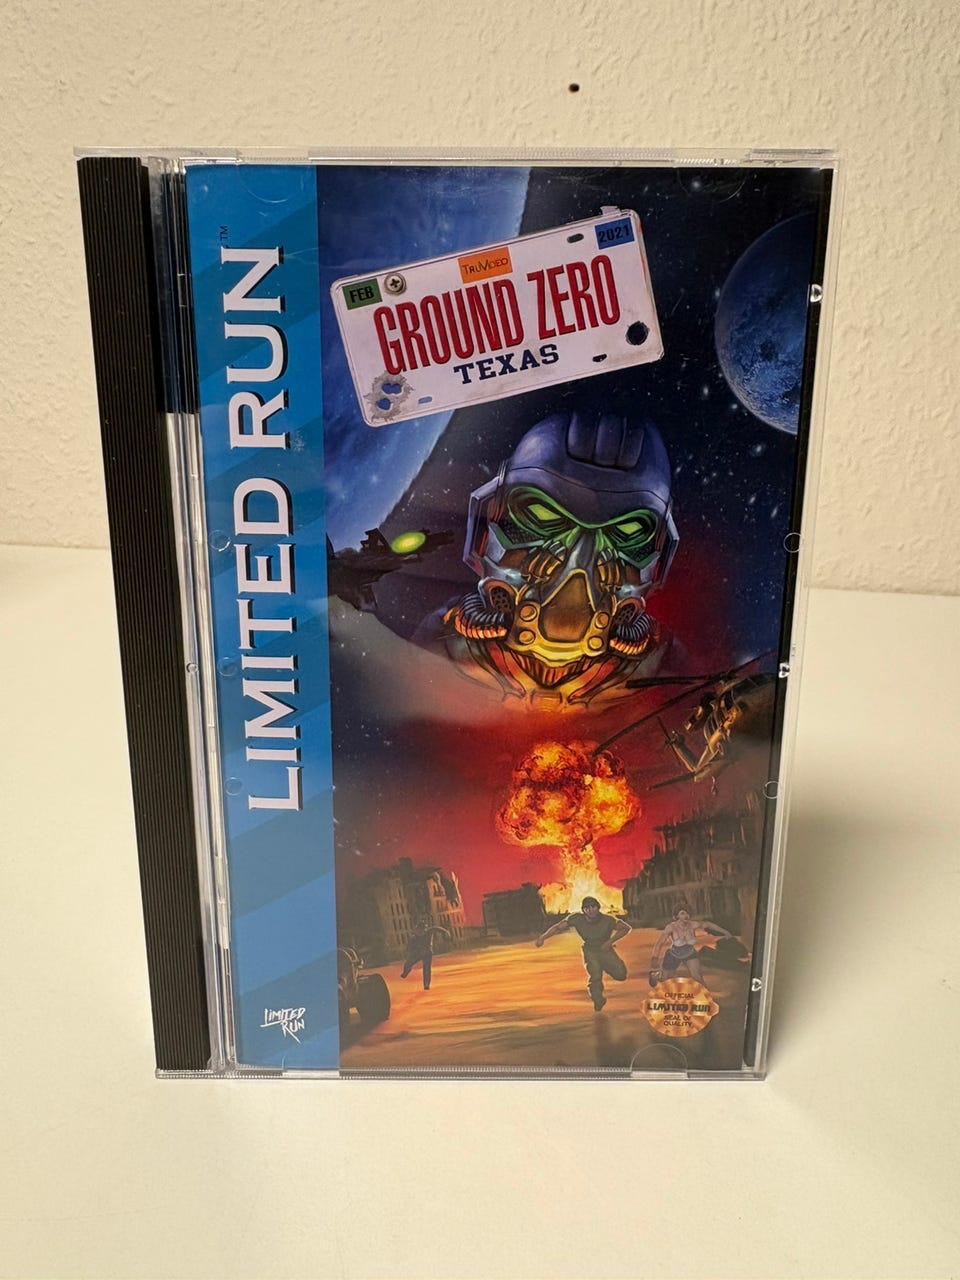 LIMITED RUN™
FEB
TRUVIDEO
2021
GROUND ZERO
TEXAS
LIMITED
RUN
OFFICIAL
LIMITED RUN
SEAL OF
QUALITY